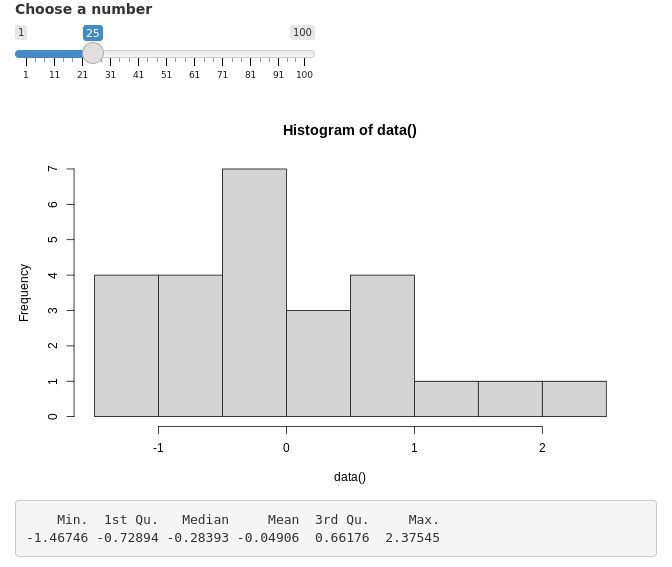 Choose a number
1 25 100
1 11 21 31 41 51 61 71 81 91 100
Histogram of data()
7
6
5
4
3
2
1
0
Frequency
-1 0 1 2
data()
Min. 1st Qu. Median Mean 3rd Qu. Max.
-1.46746 -0.72894 -0.28393 -0.04906 0.66176 2.37545